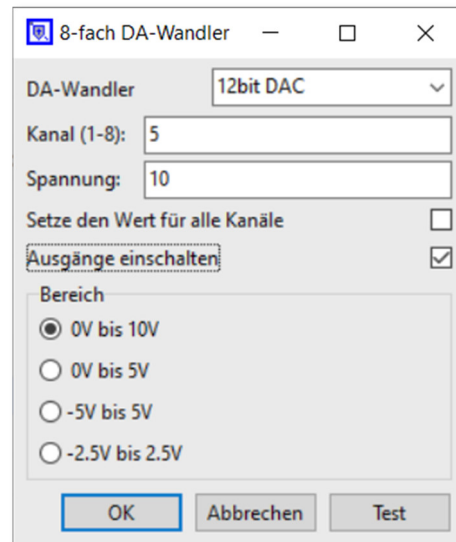 8-fach DA-Wandler
DA-Wandler 12bit DAC
Kanal (1-8): 5
Spannung: 10
Setze den Wert für alle Kanäle
Ausgänge einschalten
Bereich
0V bis 10V
0V bis 5V
-5V bis 5V
-2.5V bis 2.5V
OK Abbrechen Test